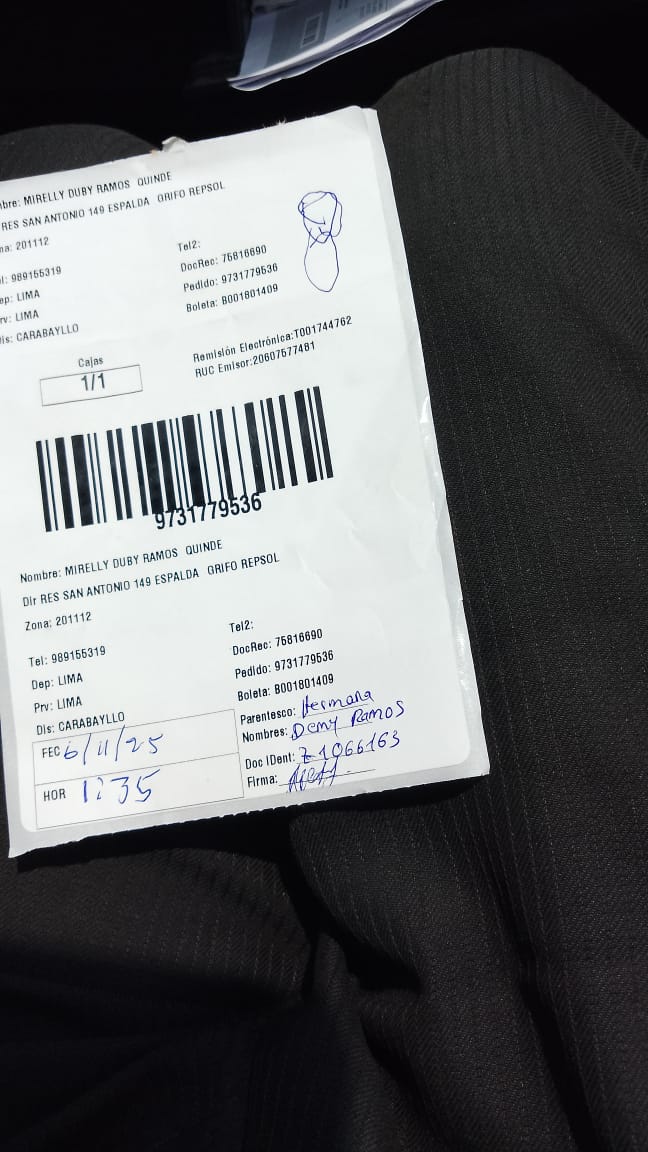 bre: MIRELLY DUBY RAMOS QUINDE
RES SAN ANTONIO 149 ESPALDA GRIFO REPSOL
na: 201112
l: 989155319
ep: LIMA
rv: LIMA
is: CARABAYLLO
Tel2:
DocRec: 75816690
Pedido: 9731779536
Boleta: B001801409
Cajas
1/1
Remisión Electrónica:T001744762
RUC Emisor:20607577481
9731779536
Nombre: MIRELLY DUBY RAMOS QUINDE
Dir RES SAN ANTONIO 149 ESPALDA GRIFO REPSOL
Zona: 201112
Tel: 989155319
Dep: LIMA
Prv: LIMA
Dis: CARABAYLLO
Tel2:
DocRec: 75816690
Pedido: 9731779536
Boleta: B001801409
Parentesco: Hermana
Nombres: Demy Ramos
Doc IDent: 71066163
Firma:
FEC 6/11/25
HOR 1:35